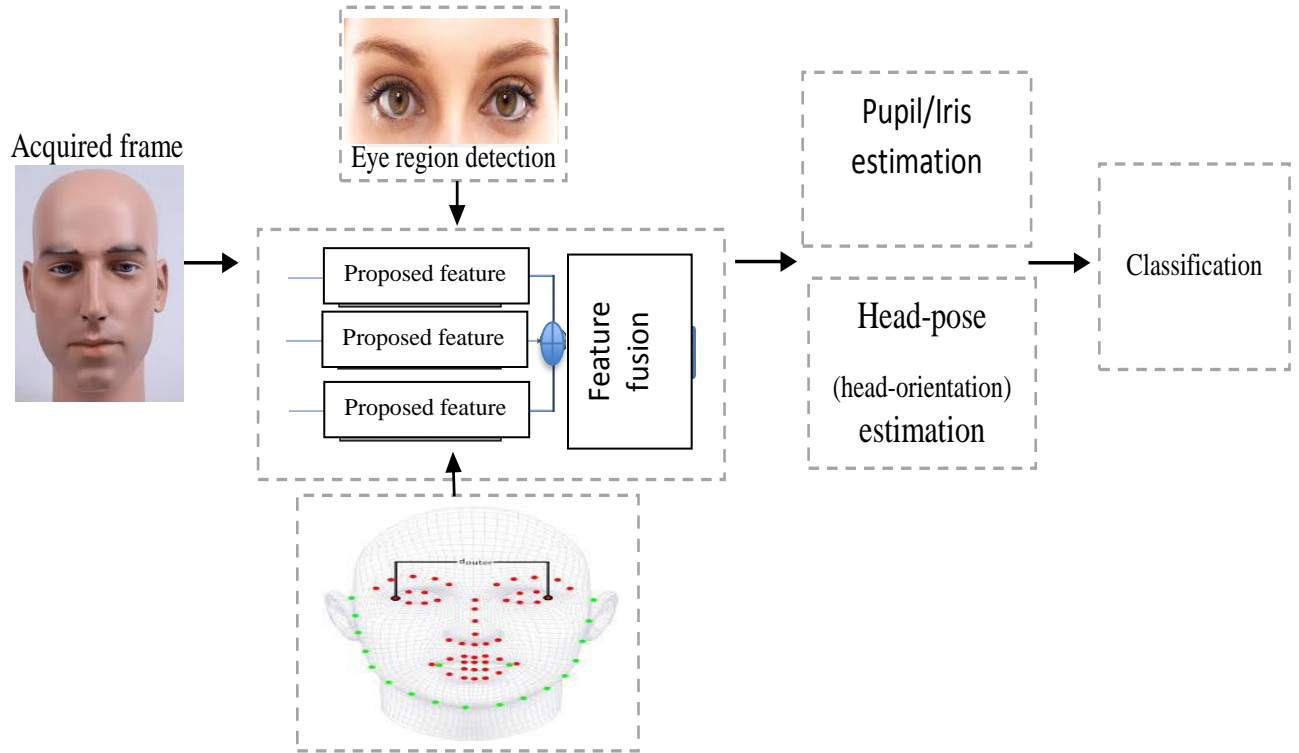 Acquired frame
Eye region detection
Proposed feature
Proposed feature
Proposed feature
Feature
fusion
douter
Pupil/Iris
estimation
Head-pose
(head-orientation)
estimation
Classification